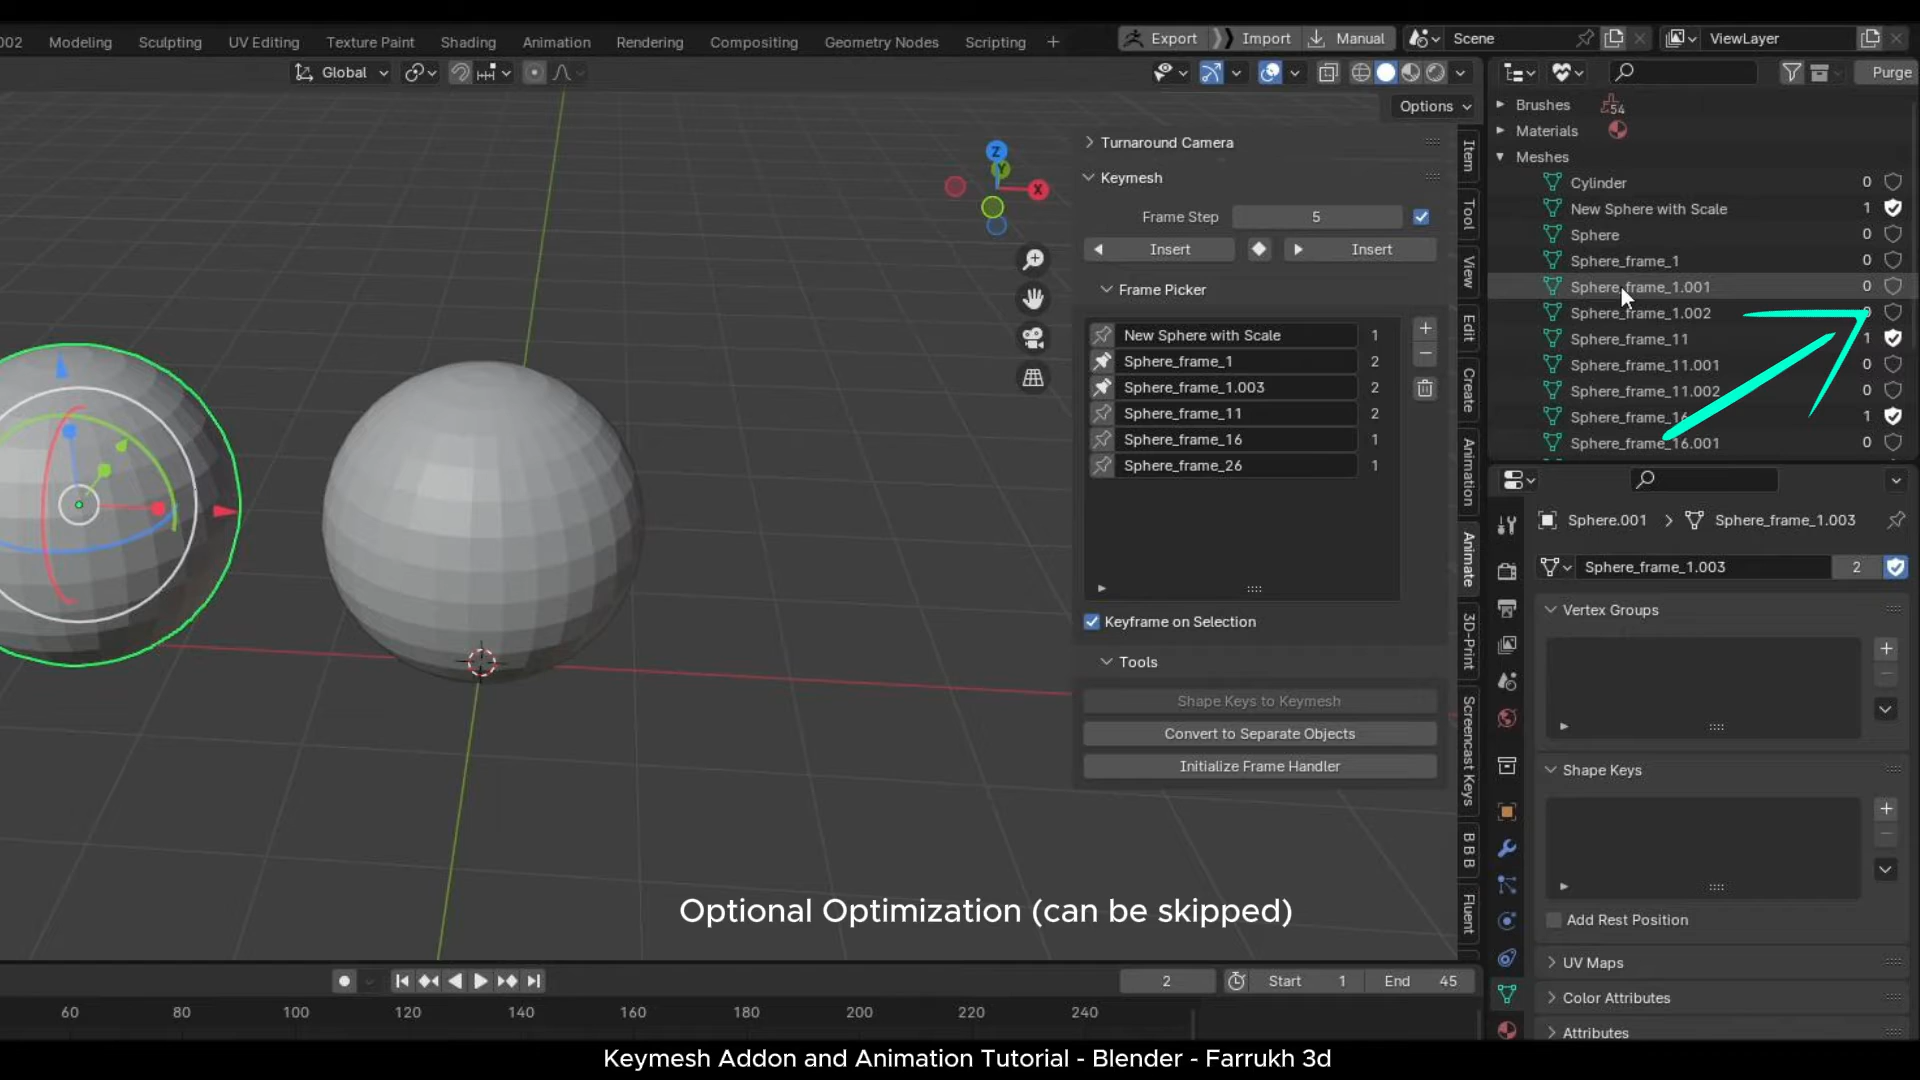 002 Modeling Sculpting UV Editing Texture Paint Shading Animation Rendering Compositing Geometry Nodes Scripting +
Export Import Manual Scene ViewLayer
Global
Purge
Options
Brushes 54
Materials
Meshes
Cylinder 0
New Sphere with Scale 1
Sphere 0
Sphere_frame_1 0
Sphere_frame_1.001 0
Sphere_frame_1.002
Sphere_frame_11 1
Sphere_frame_11.001 0
Sphere_frame_11.002 0
Sphere_frame_16 1
Sphere_frame_16.001 0
Z
Y
X
Turnaround Camera
Keymesh
Frame Step 5
Insert Insert
Frame Picker
New Sphere with Scale 1
Sphere_frame_1 2
Sphere_frame_1.003 2
Sphere_frame_11 2
Sphere_frame_16 1
Sphere_frame_26 1
Keyframe on Selection
Tools
Shape Keys to Keymesh
Convert to Separate Objects
Initialize Frame Handler
Item
Tool
View
Edit
Create
Animation
Animate
3D-Print
Screencast Keys
B B B
Fluent
Sphere.001 > Sphere_frame_1.003
Sphere_frame_1.003 2
Vertex Groups
Shape Keys
Add Rest Position
UV Maps
Color Attributes
Attributes
Optional Optimization (can be skipped)
2 Start 1 End 45
60 80 100 120 140 160 180 200 220 240
Keymesh Addon and Animation Tutorial - Blender - Farrukh 3d